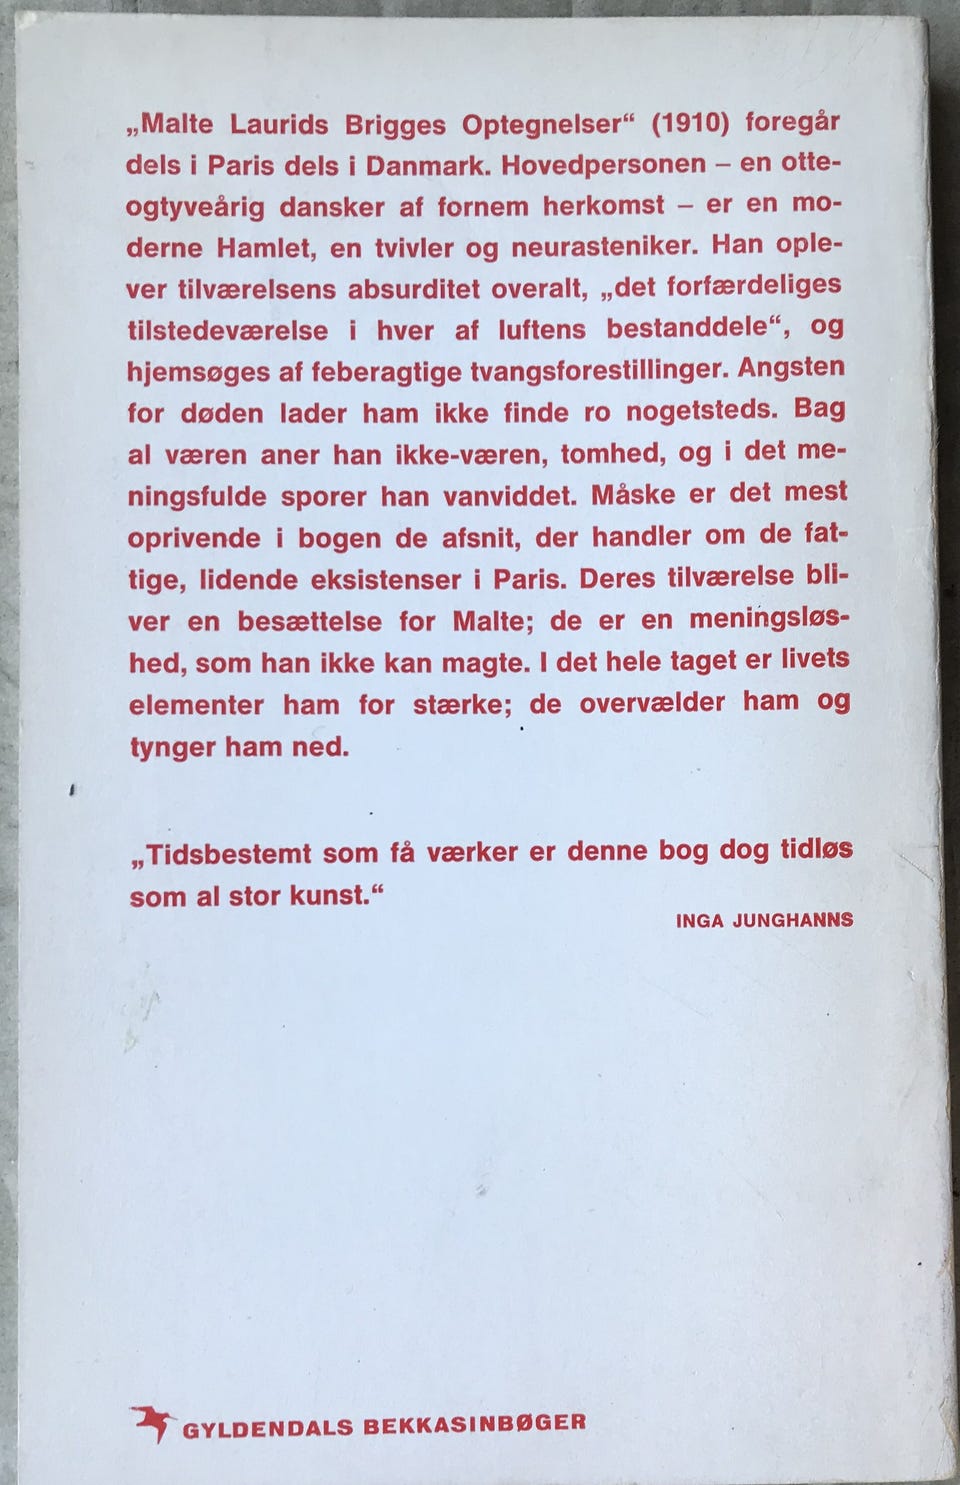 „Malte Laurids Brigges Optegnelser“ (1910) foregår
dels i Paris dels i Danmark. Hovedpersonen – en otte-
ogtyveårig dansker af fornem herkomst – er en mo-
derne Hamlet, en tvivler og neurasteniker. Han ople-
ver tilværelsens absurditet overalt, „det forfærdeliges
tilstedeværelse i hver af luftens bestanddele“, og
hjemsøges af feberagtige tvangsforestillinger. Angsten
for døden lader ham ikke finde ro nogetsteds. Bag
al væren aner han ikke-væren, tomhed, og i det me-
ningsfulde sporer han vanviddet. Måske er det mest
oprivende i bogen de afsnit, der handler om de fat-
tige, lidende eksistenser i Paris. Deres tilværelse bli-
ver en besættelse for Malte; de er en meningsløs-
hed, som han ikke kan magte. I det hele taget er livets
elementer ham for stærke; de overvælder ham og
tynger ham ned.
„Tidsbestemt som få værker er denne bog dog tidløs
som al stor kunst.“
INGA JUNGHANNS
GYLDENDALS BEKKASINBØGER